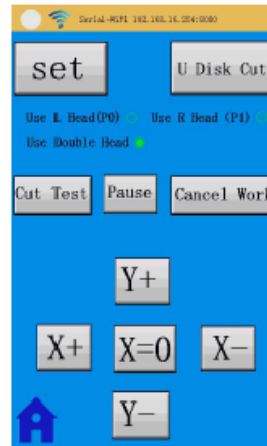 Serial-WiFi 192.168.16.254:8080
set
U Disk Cut
Use L Head(P0) Use R Head (P1)
Use Double Head
Cut Test Pause Cancel Work
Y+
X+ X=0 X-
Y-